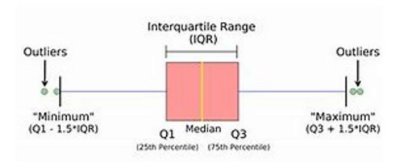 Interquartile Range
(IQR)
Outliers
Outliers
"Minimum"
(Q1 - 1.5*IQR)
Q1
(25th Percentile)
Median
Q3
(75th Percentile)
"Maximum"
(Q3 + 1.5*IQR)